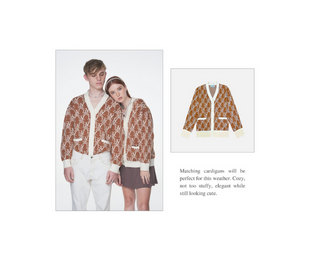 Matching cardigans will be
perfect for this weather. Cozy,
not too stuffy, elegant while
still looking cute.